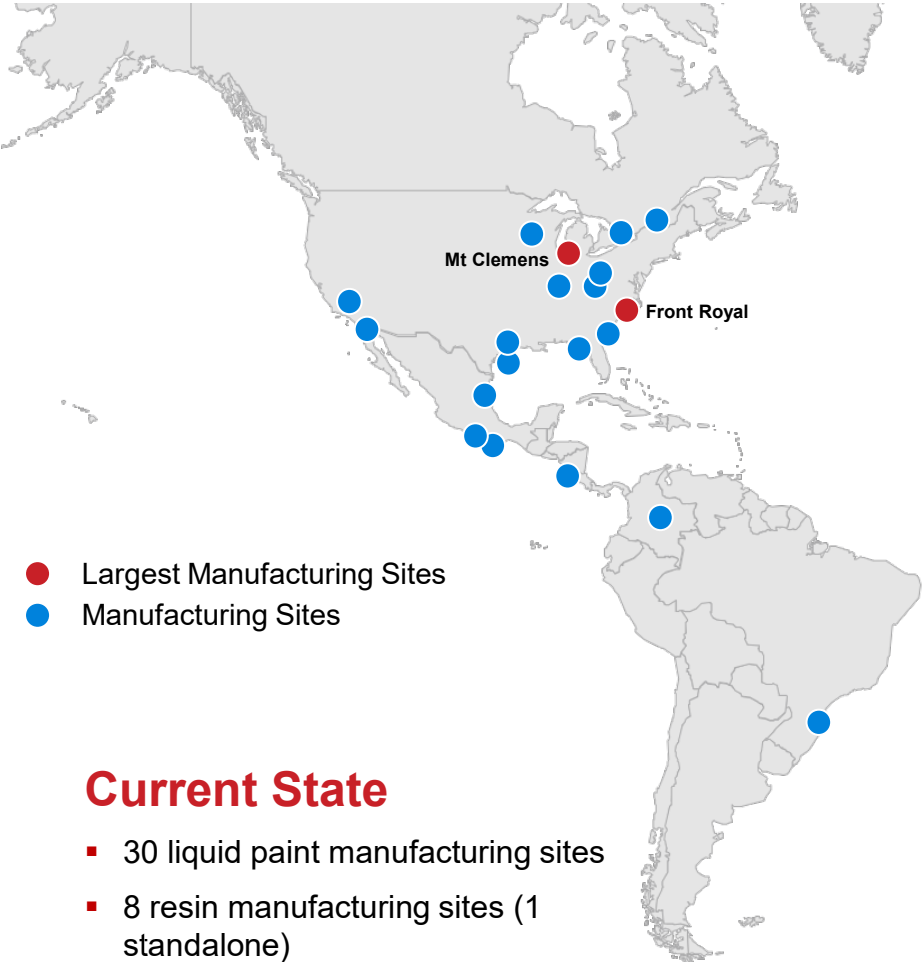 Mt Clemens
Front Royal
Largest Manufacturing Sites
Manufacturing Sites
Current State
▪ 30 liquid paint manufacturing sites
▪ 8 resin manufacturing sites (1
standalone)